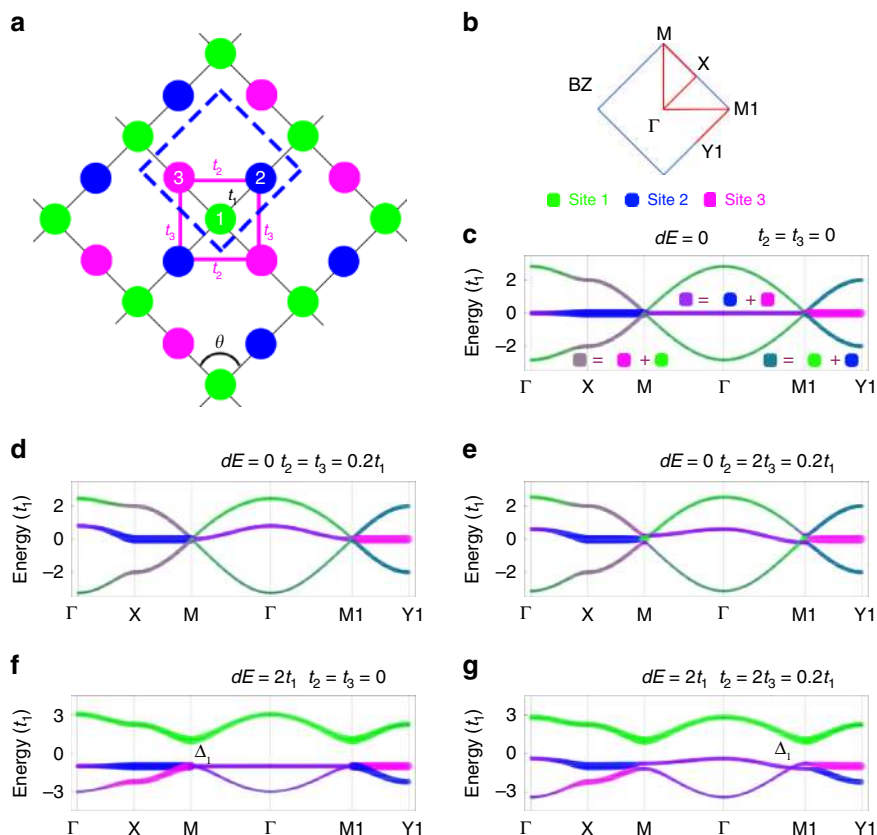 a
3
t₂
2
t₁
1
t₃
t₃
t₂
θ
b
M
X
BZ
M1
Γ
Y1
Site 1 Site 2 Site 3
c
dE = 0 t₂ = t₃ = 0
Energy (t₁)
2
0
−2
= +
= + = +
Γ X M Γ M1 Y1
d
dE = 0 t₂ = t₃ = 0.2t₁
Energy (t₁)
2
0
−2
Γ X M Γ M1 Y1
e
dE = 0 t₂ = 2t₃ = 0.2t₁
Energy (t₁)
2
0
−2
Γ X M Γ M1 Y1
f
dE = 2t₁ t₂ = t₃ = 0
Energy (t₁)
3
0
−3
Δ₁
Γ X M Γ M1 Y1
g
dE = 2t₁ t₂ = 2t₃ = 0.2t₁
Energy (t₁)
3
0
−3
Δ₁
Γ X M Γ M1 Y1